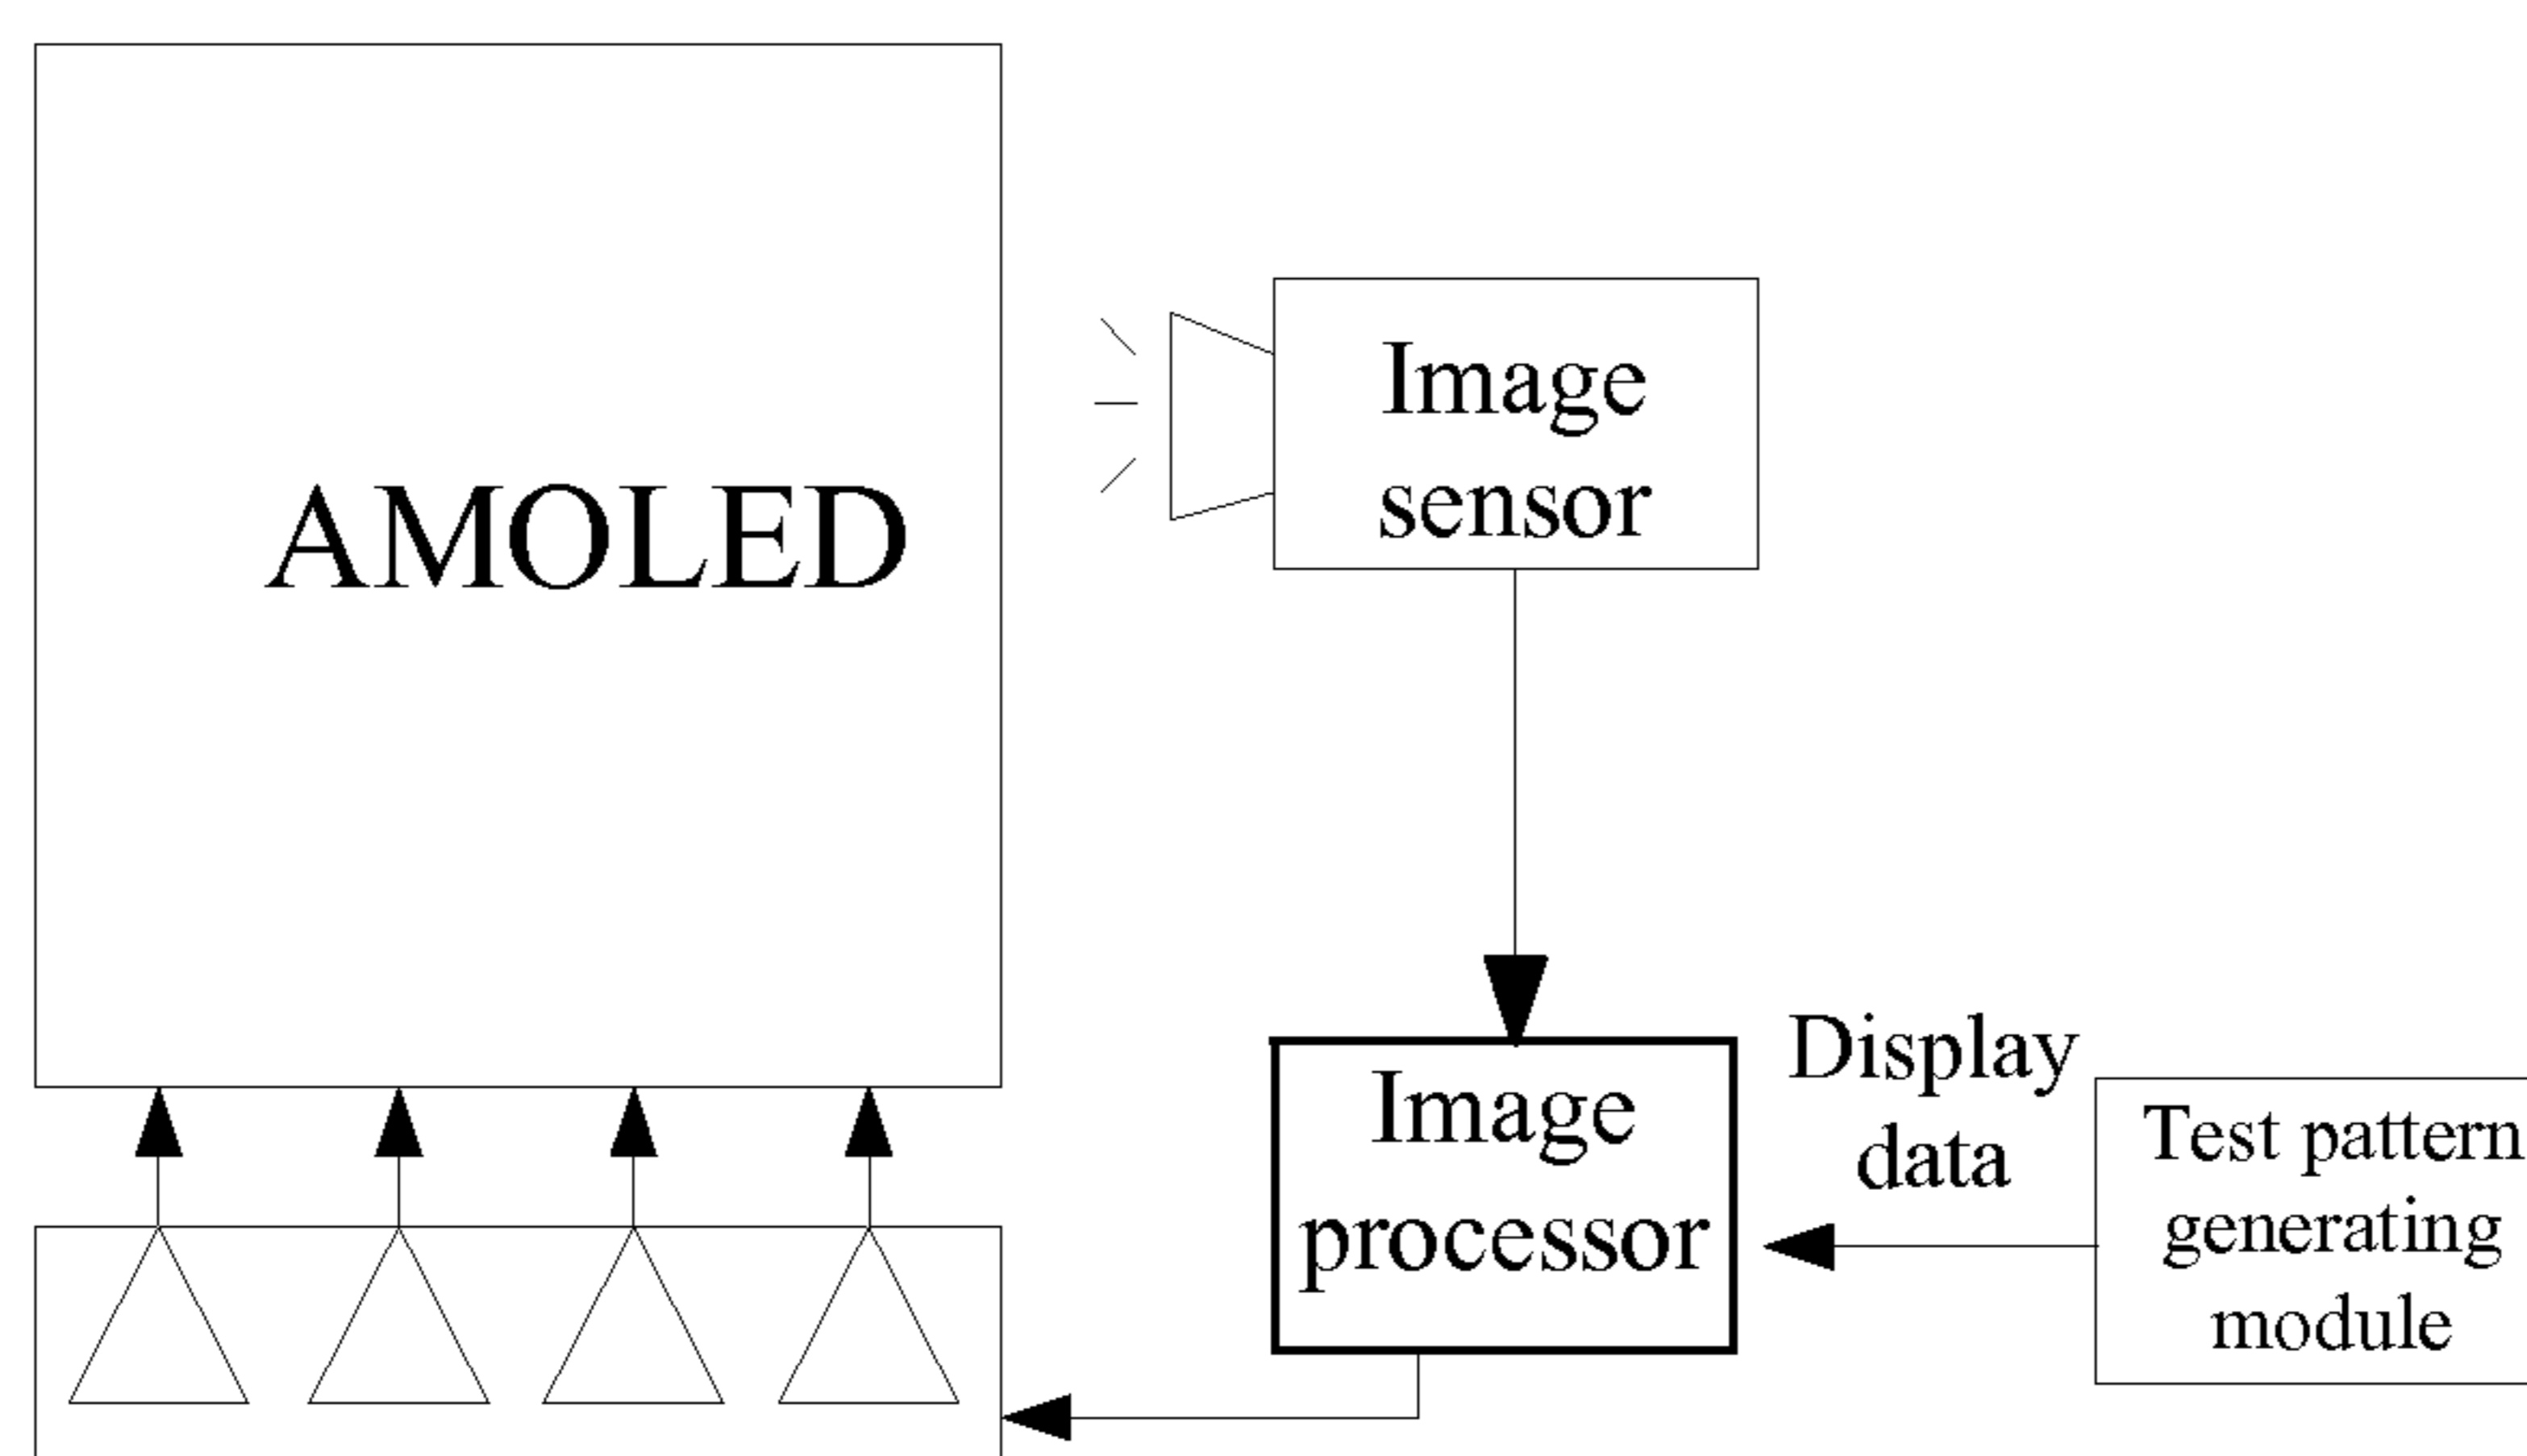 AMOLED
Image
sensor
Image
processor
Display
data
Test pattern
generating
module